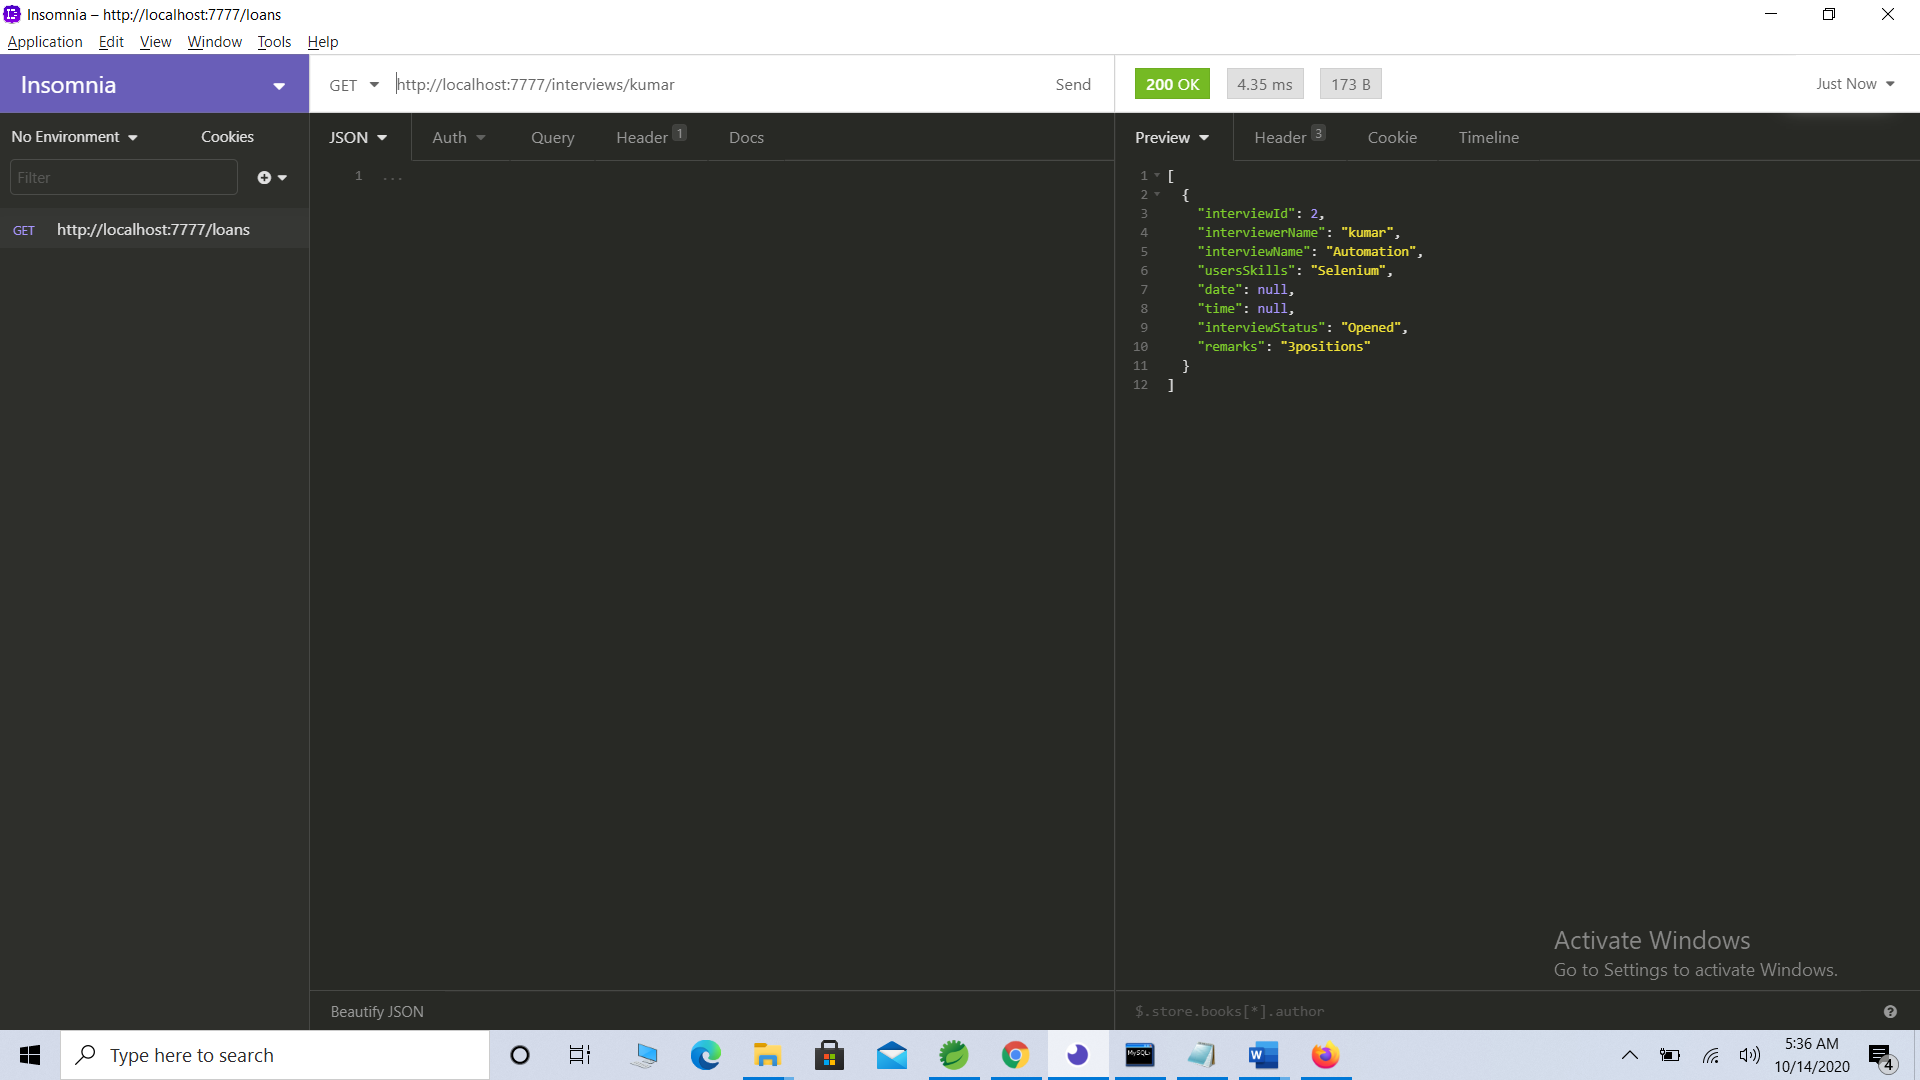 Insomnia – http://localhost:7777/loans
Application Edit View Window Tools Help
Insomnia
GET http://localhost:7777/interviews/kumar Send
200 OK 4.35 ms 173 B Just Now
No Environment Cookies
JSON Auth Query Header 1 Docs
Preview Header 3 Cookie Timeline
Filter
GET http://localhost:7777/loans
1 ...
1 [
2 {
3 "interviewId": 2,
4 "interviewerName": "kumar",
5 "interviewName": "Automation",
6 "usersSkills": "Selenium",
7 "date": null,
8 "time": null,
9 "interviewStatus": "Opened",
10 "remarks": "3positions"
11 }
12 ]
Activate Windows
Go to Settings to activate Windows.
Beautify JSON
$.store.books[*].author
Type here to search
MySQL
W
5:36 AM
10/14/2020
4